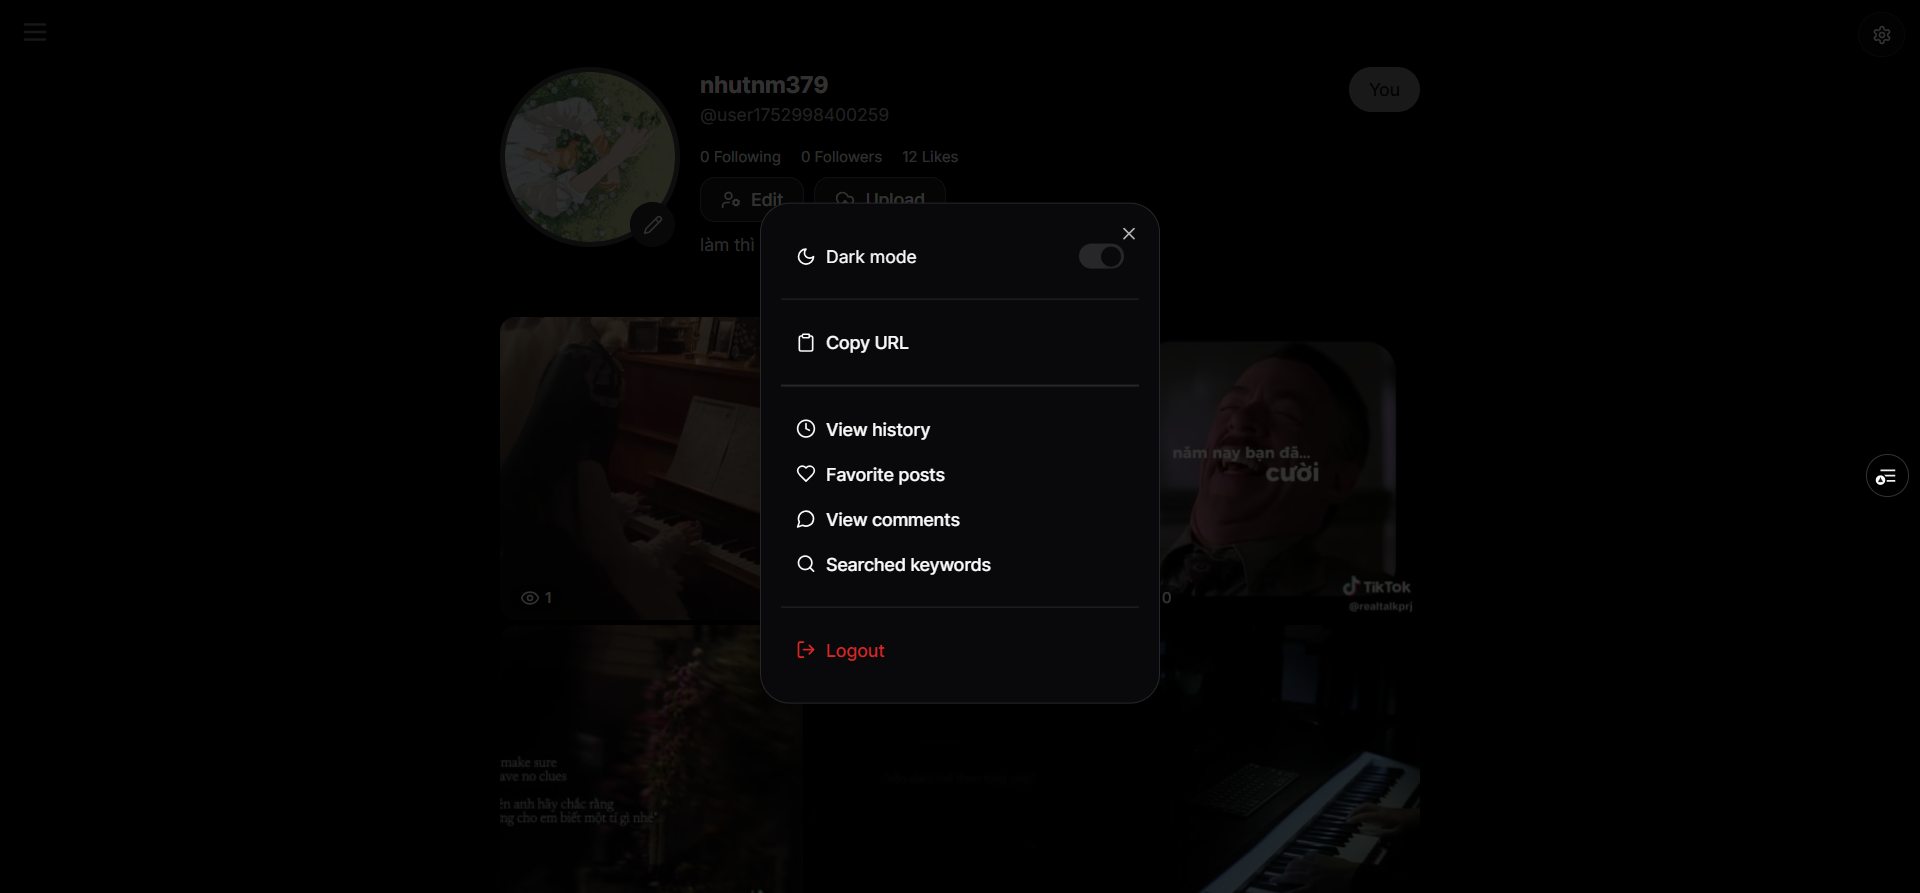 nhutnm379
@user1752998400259
You
0 Following 0 Followers 12 Likes
Edit Upload
làm thì
Dark mode
Copy URL
View history
Favorite posts
View comments
Searched keywords
Logout
năm nay bạn đã...
cười
TikTok
@realtalkprj
1
0
make sure
ave no clues
ên anh hãy chắc rằng
ng cho em biết một tí gì nhé"